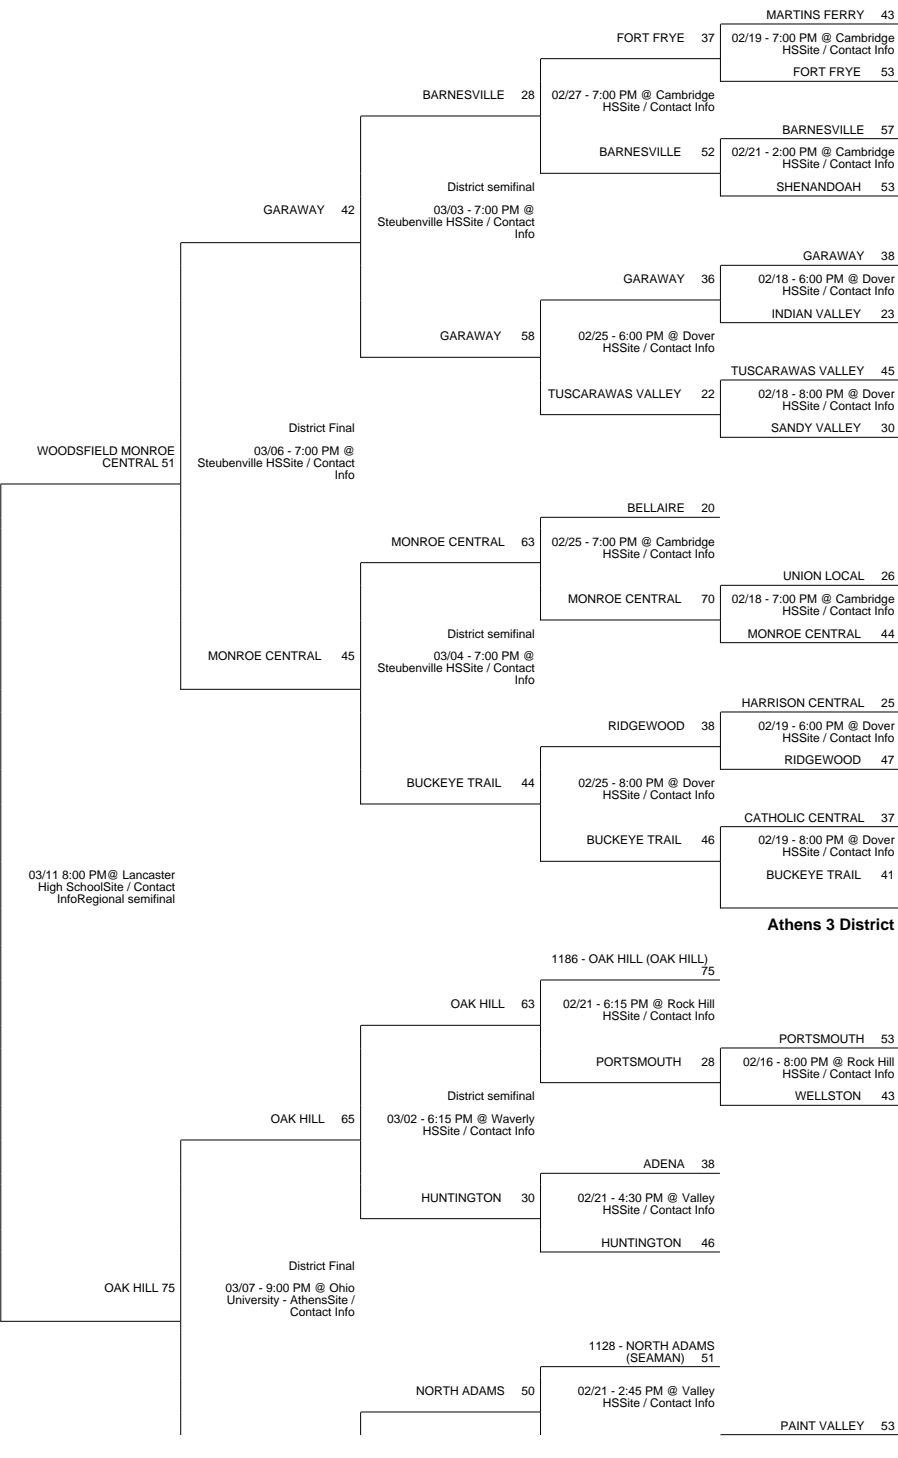 MARTINS FERRY 43
FORT FRYE 37
02/19 - 7:00 PM @ Cambridge
HSSite / Contact Info
FORT FRYE 53
BARNESVILLE 28
02/27 - 7:00 PM @ Cambridge
HSSite / Contact Info
BARNESVILLE 57
BARNESVILLE 52
02/21 - 2:00 PM @ Cambridge
HSSite / Contact Info
SHENANDOAH 53
District semifinal
GARAWAY 42
03/03 - 7:00 PM @
Steubenville HSSite / Contact
Info
GARAWAY 38
GARAWAY 36
02/18 - 6:00 PM @ Dover
HSSite / Contact Info
INDIAN VALLEY 23
GARAWAY 58
02/25 - 6:00 PM @ Dover
HSSite / Contact Info
TUSCARAWAS VALLEY 45
TUSCARAWAS VALLEY 22
02/18 - 8:00 PM @ Dover
HSSite / Contact Info
SANDY VALLEY 30
District Final
WOODSFIELD MONROE
CENTRAL 51
03/06 - 7:00 PM @
Steubenville HSSite / Contact
Info
BELLAIRE 20
MONROE CENTRAL 63
02/25 - 7:00 PM @ Cambridge
HSSite / Contact Info
UNION LOCAL 26
MONROE CENTRAL 70
02/18 - 7:00 PM @ Cambridge
HSSite / Contact Info
MONROE CENTRAL 44
District semifinal
MONROE CENTRAL 45
03/04 - 7:00 PM @
Steubenville HSSite / Contact
Info
HARRISON CENTRAL 25
RIDGEWOOD 38
02/19 - 6:00 PM @ Dover
HSSite / Contact Info
RIDGEWOOD 47
BUCKEYE TRAIL 44
02/25 - 8:00 PM @ Dover
HSSite / Contact Info
CATHOLIC CENTRAL 37
BUCKEYE TRAIL 46
02/19 - 8:00 PM @ Dover
HSSite / Contact Info
BUCKEYE TRAIL 41
03/11 8:00 PM@ Lancaster
High SchoolSite / Contact
InfoRegional semifinal
Athens 3 District
1186 - OAK HILL (OAK HILL)
75
OAK HILL 63
02/21 - 6:15 PM @ Rock Hill
HSSite / Contact Info
PORTSMOUTH 53
PORTSMOUTH 28
02/16 - 8:00 PM @ Rock Hill
HSSite / Contact Info
WELLSTON 43
District semifinal
OAK HILL 65
03/02 - 6:15 PM @ Waverly
HSSite / Contact Info
ADENA 38
HUNTINGTON 30
02/21 - 4:30 PM @ Valley
HSSite / Contact Info
HUNTINGTON 46
District Final
OAK HILL 75
03/07 - 9:00 PM @ Ohio
University - AthensSite /
Contact Info
1128 - NORTH ADAMS
(SEAMAN) 51
NORTH ADAMS 50
02/21 - 2:45 PM @ Valley
HSSite / Contact Info
PAINT VALLEY 53